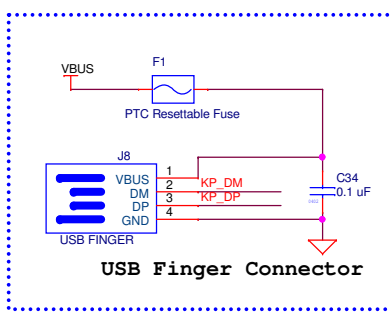 F1
VBUS
PTC Resettable Fuse
J8
VBUS 1
DM 2 KP_DM
DP 3 KP_DP
GND 4
C34
0.1 uF
USB FINGER
USB Finger Connector